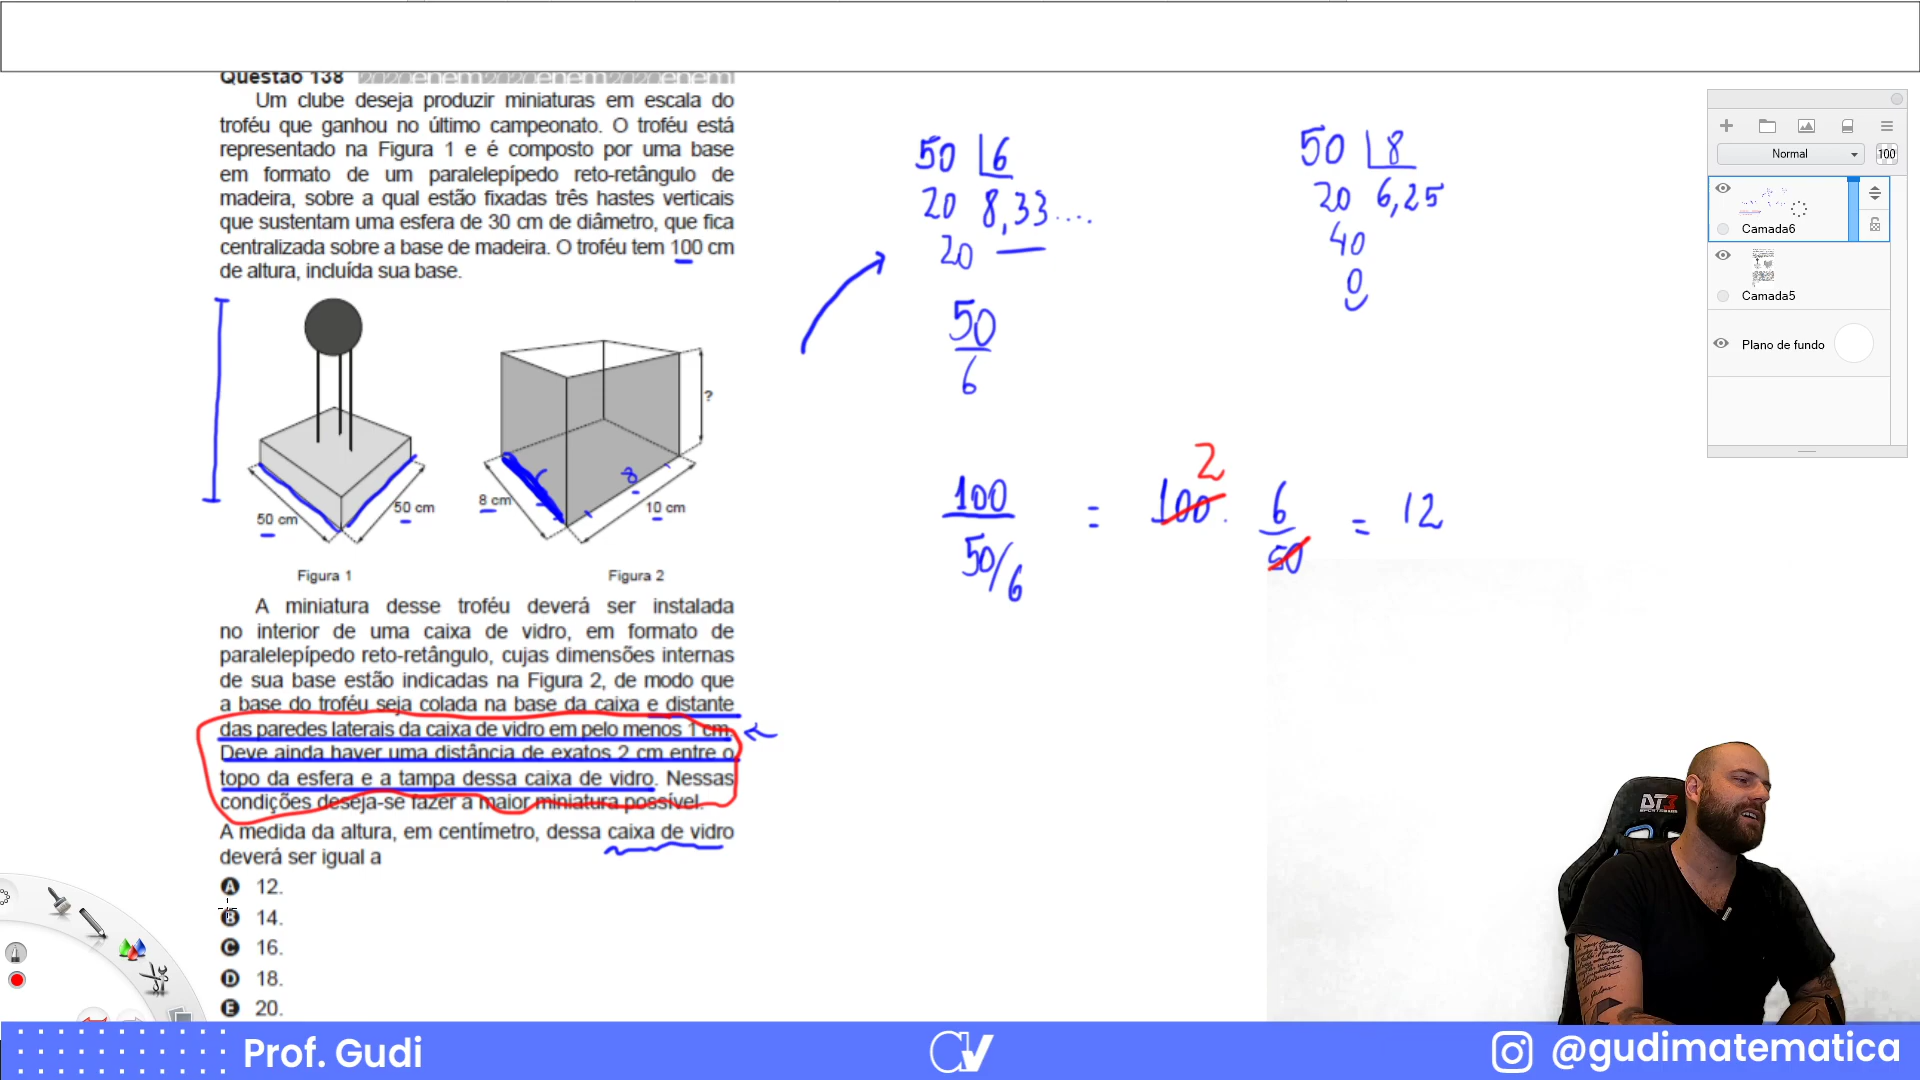 Questão 138
Um clube deseja produzir miniaturas em escala do
troféu que ganhou no último campeonato. O troféu está
representado na Figura 1 e é composto por uma base
em formato de um paralelepípedo reto-retângulo de
madeira, sobre a qual estão fixadas três hastes verticais
que sustentam uma esfera de 30 cm de diâmetro, que fica
centralizada sobre a base de madeira. O troféu tem 100 cm
de altura, incluída sua base.
?
8
8 cm
10 cm
50 cm
50 cm
Figura 1
Figura 2
A miniatura desse troféu deverá ser instalada
no interior de uma caixa de vidro, em formato de
paralelepípedo reto-retângulo, cujas dimensões internas
de sua base estão indicadas na Figura 2, de modo que
a base do troféu seja colada na base da caixa e distante
das paredes laterais da caixa de vidro em pelo menos 1 cm.
Deve ainda haver uma distância de exatos 2 cm entre o
topo da esfera e a tampa dessa caixa de vidro. Nessas
condições deseja-se fazer a maior miniatura possível.
A medida da altura, em centímetro, dessa caixa de vidro
deverá ser igual a
A 12.
B 14.
C 16.
D 18.
E 20.
50 6
20 8,33....
20
50
6
50 8
20 6,25
40
0
2
100 = 100 . 6 = 12
50/6 50
Normal 100
Camada6
Camada5
Plano de fundo
DT3
Prof. Gudi
@gudimatematica